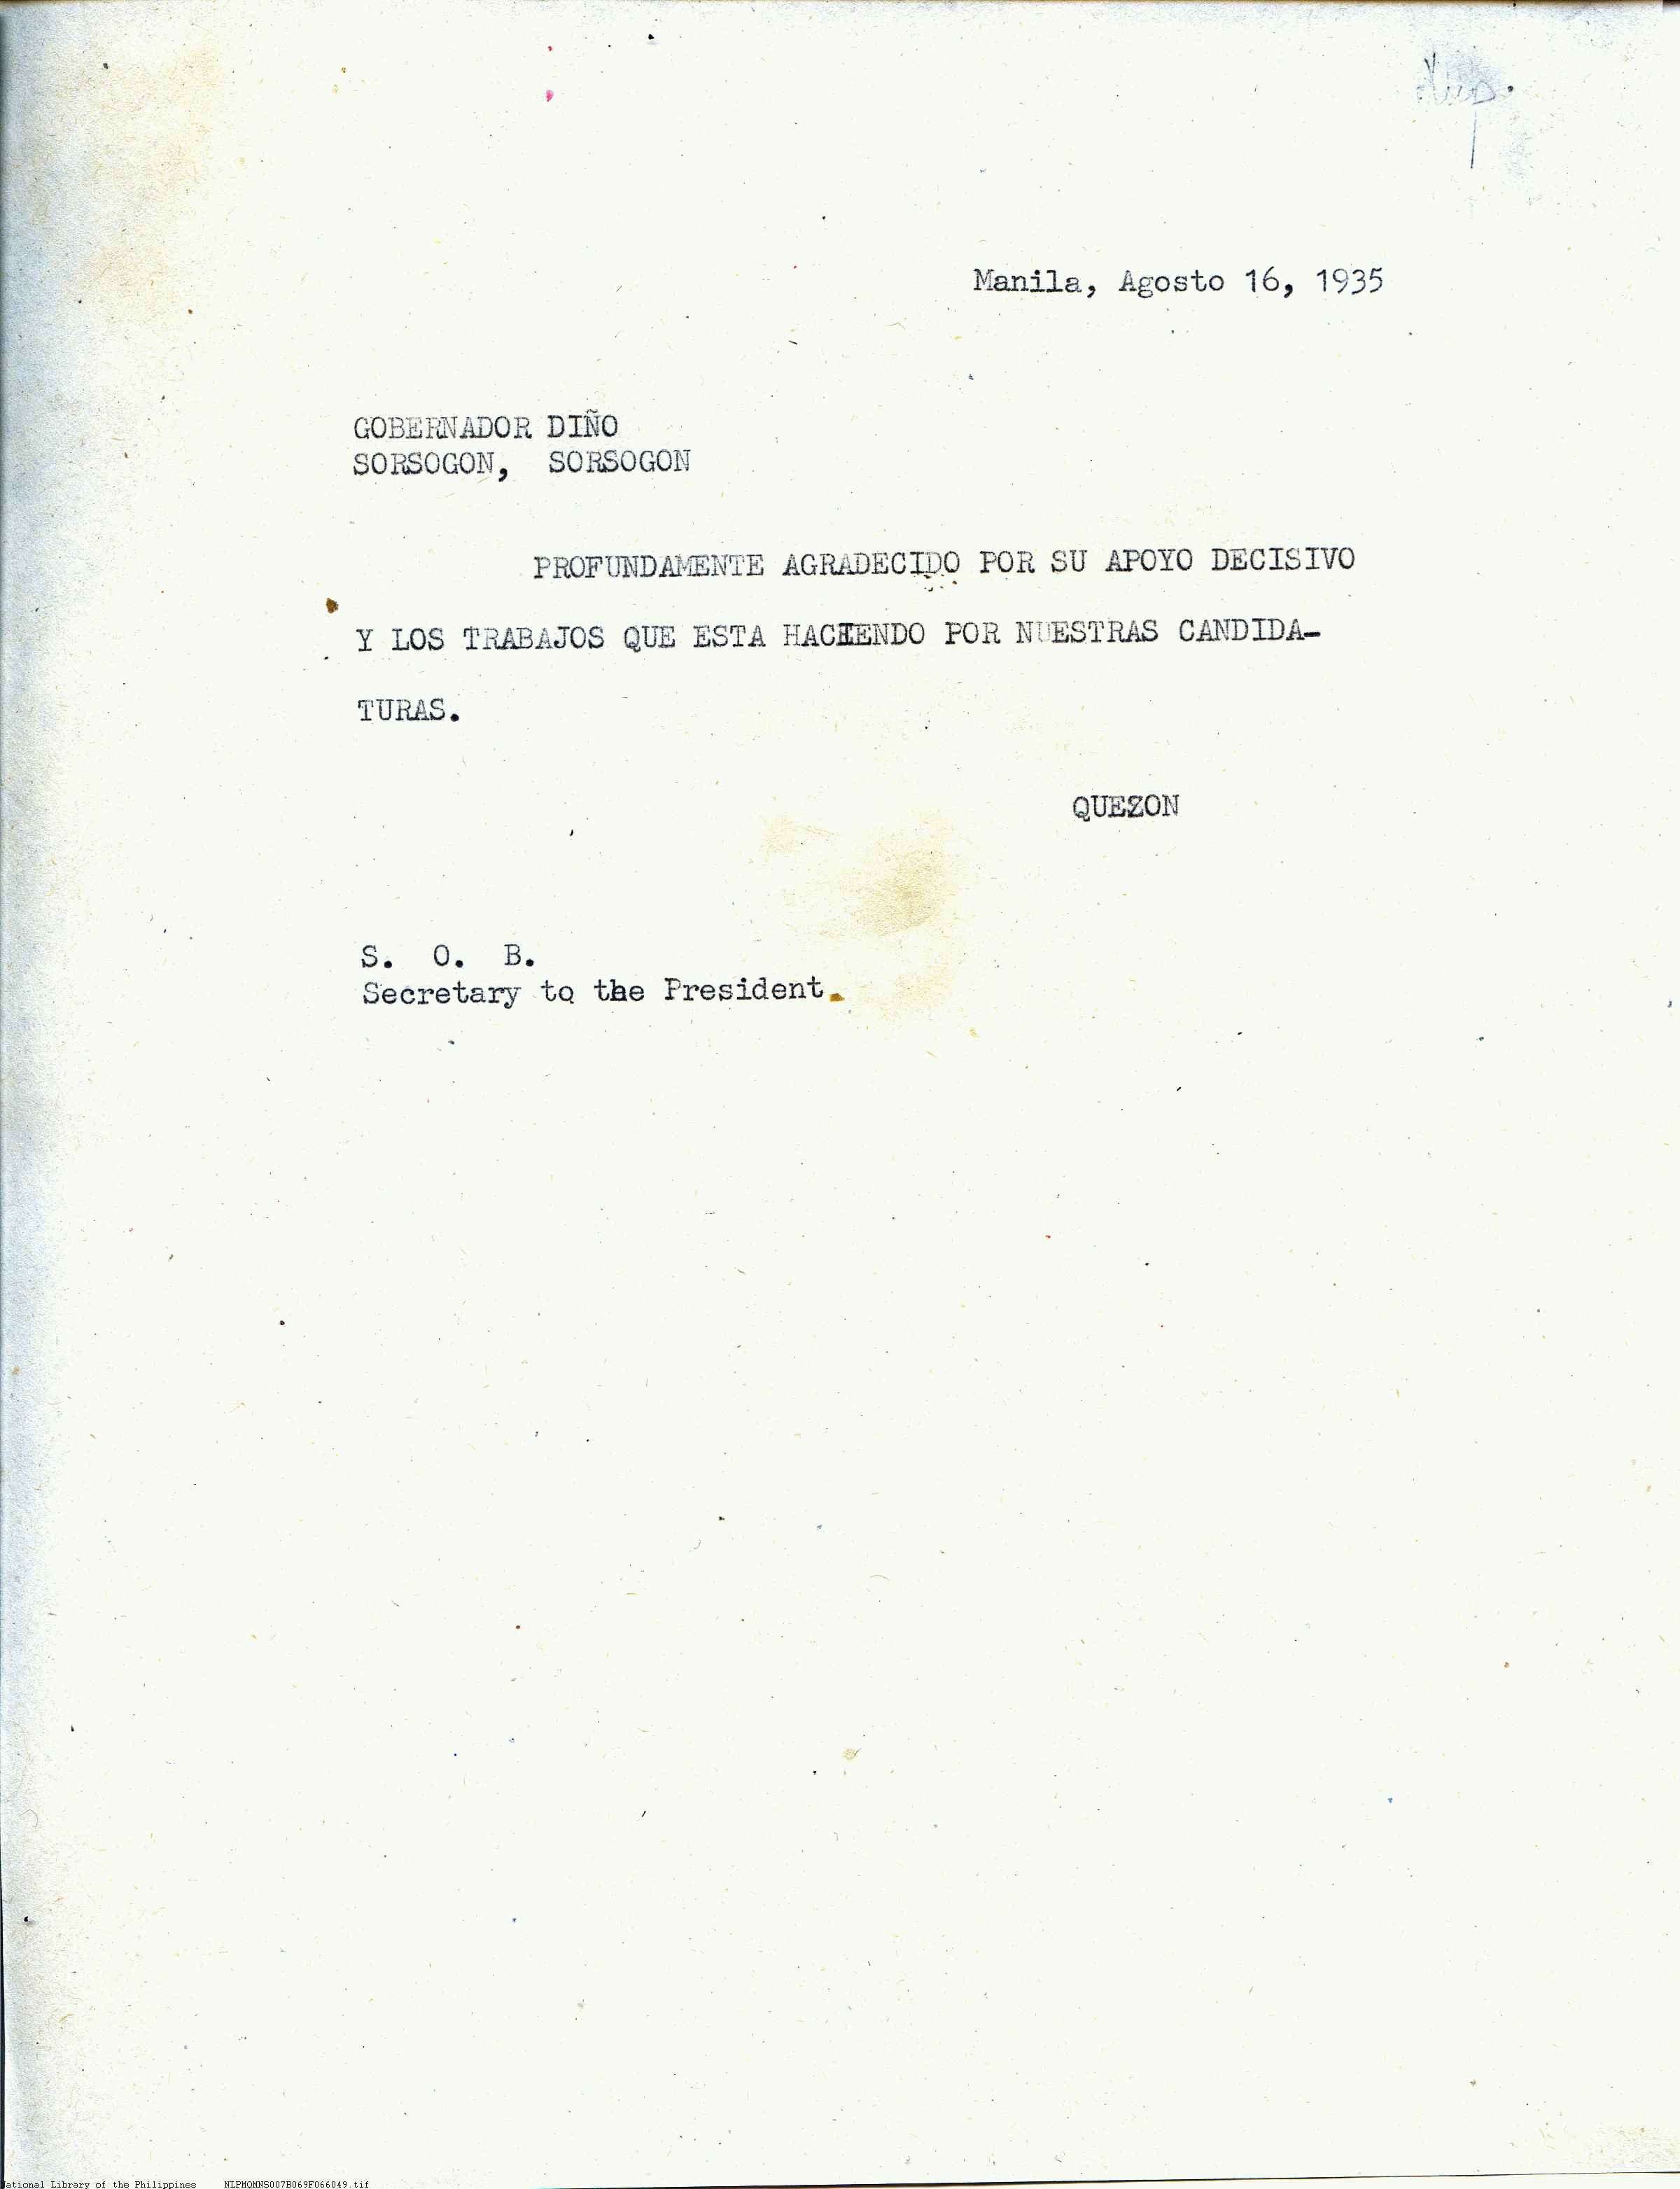 Manila, Agosto 16, 1935
GOBERNADOR DIÑO
SORSOGON, SORSOGON
PROFUNDAMENTE AGRADECIDO POR SU APOYO DECISIVO
Y LOS TRABAJOS QUE ESTA HACIENDO POR NUESTRAS CANDIDA-
TURAS.
QUEZON
S. O. B.
Secretary to the President.
National Library of the Philippines NLPMQMNS007B069F066049.tif